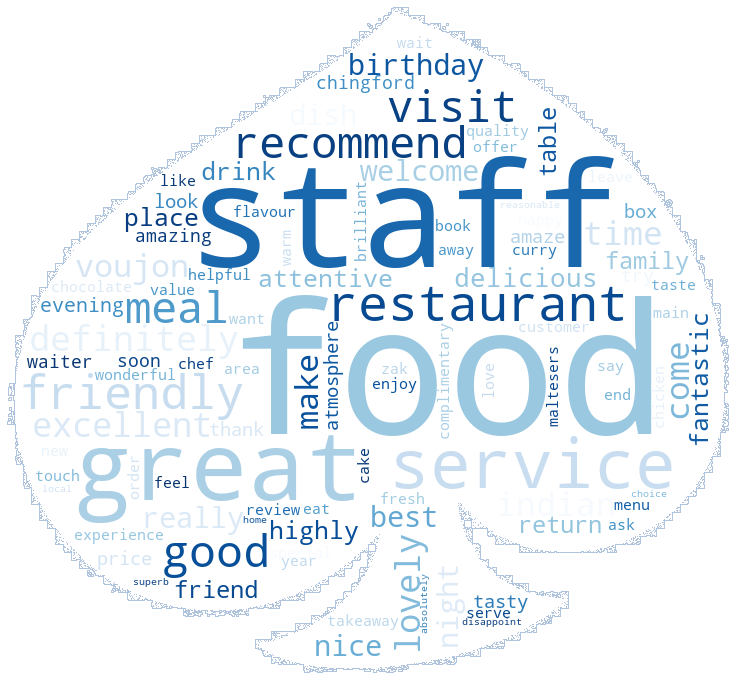 wait
birthday
chingford
dish
visit
recommend
quality
offer
table
drink
welcome
staff
like
look
place
amazing
flavour
brilliant
book
away
warm
reasonable
leave
box
amaze
time
curry
family
voujon
helpful
attentive
delicious
try
taste
chocolate
value
evening
meal
want
restaurant
main
customer
definitely
food
waiter
soon
chef
area
wonderful
make
atmosphere
zak
enjoy
complimentary
love
maltesers
say
end
come
fantastic
chicken
friendly
excellent
thank
great
service
new
touch
order
local
feel
cake
fresh
indian
choice
menu
really
review
eat
home
highly
best
return
ask
experience
good
price
year
superb
friend
takeaway
nice
lovely
absolutely
night
tasty
serve
disappoint